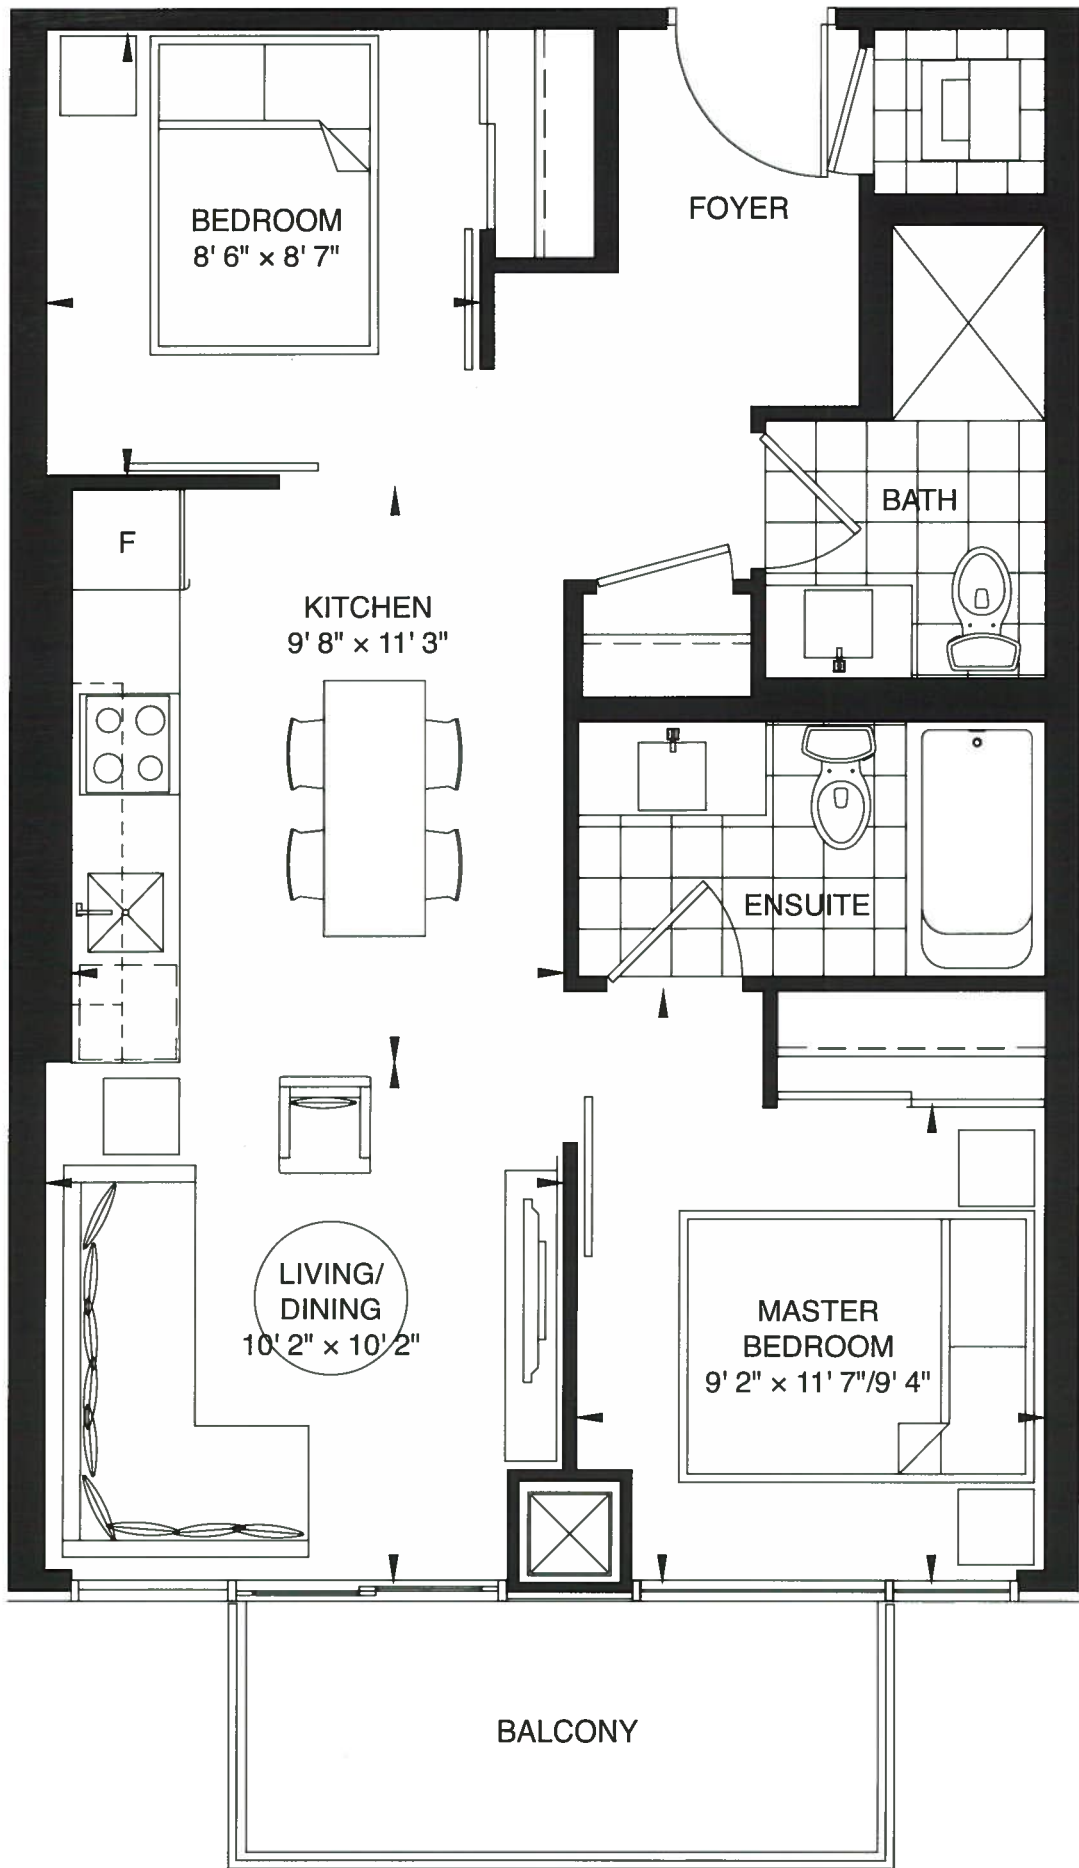 BEDROOM
8' 6" × 8' 7"
FOYER
BATH
F
KITCHEN
9' 8" × 11' 3"
ENSUITE
LIVING/
DINING
10' 2" × 10' 2"
MASTER
BEDROOM
9' 2" × 11' 7"/9' 4"
BALCONY